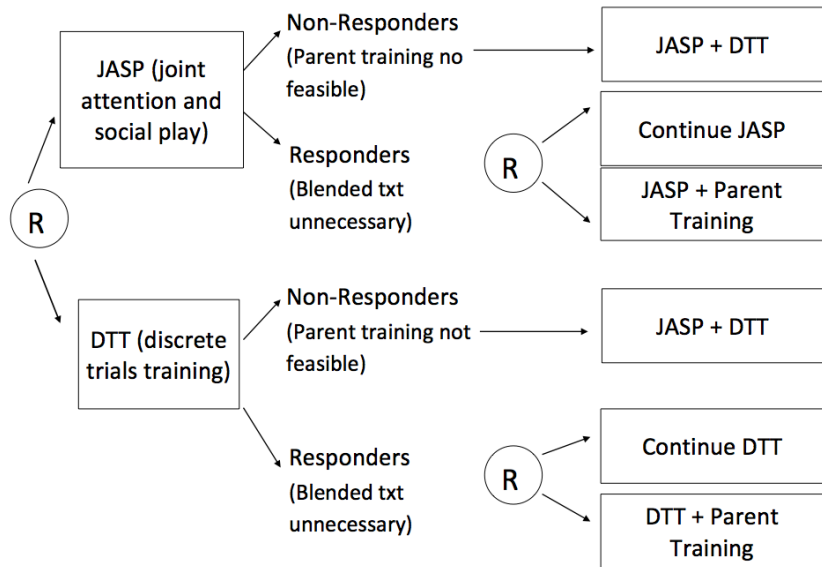 R
JASP (joint
attention and
social play)
Non-Responders
(Parent training no
feasible)
JASP + DTT
Responders
(Blended txt
unnecessary)
R
Continue JASP
JASP + Parent
Training
DTT (discrete
trials training)
Non-Responders
(Parent training not
feasible)
JASP + DTT
Responders
(Blended txt
unnecessary)
R
Continue DTT
DTT + Parent
Training